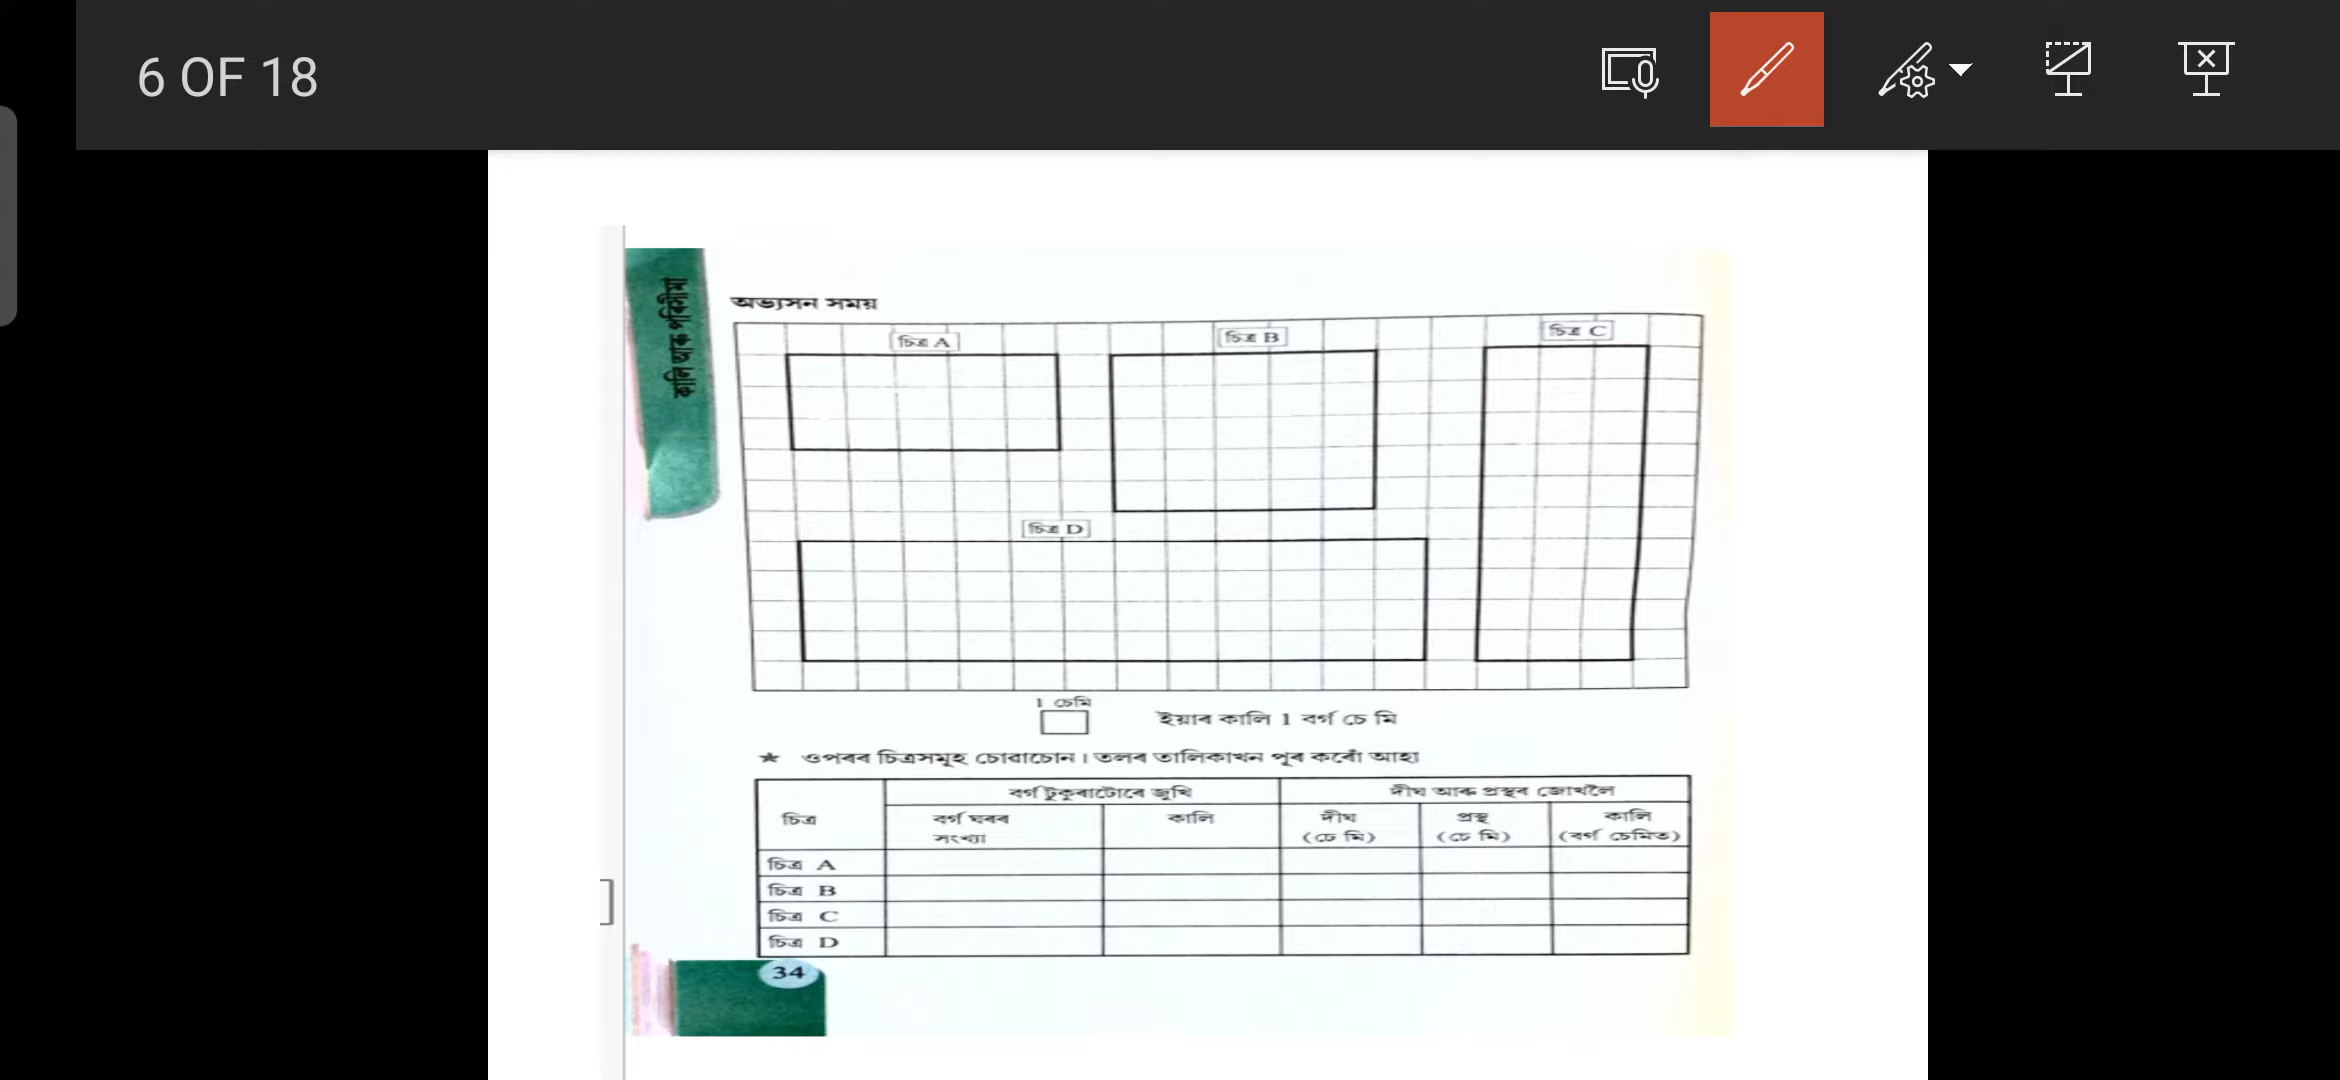 6 OF 18
কালি আৰু পৰিসীমা
অভ্যসন সময়
চিত্ৰ A
চিত্ৰ B
চিত্ৰ C
চিত্ৰ D
1 চেমি
ইয়াৰ কালি 1 বৰ্গ চে মি
★ ওপৰৰ চিত্ৰসমূহ চোৱাচোন। তলৰ তালিকাখন পূৰ কৰোঁ আহা
চিত্ৰ
বৰ্গ টুকুৰাটোৰে জুখি
দীঘ আৰু প্ৰস্থৰ জোখলৈ
বৰ্গ ঘৰৰ সংখ্যা
কালি
দীঘ (চে মি)
প্ৰস্থ (চে মি)
কালি (বৰ্গ চেমিত)
চিত্ৰ A
চিত্ৰ B
চিত্ৰ C
চিত্ৰ D
34